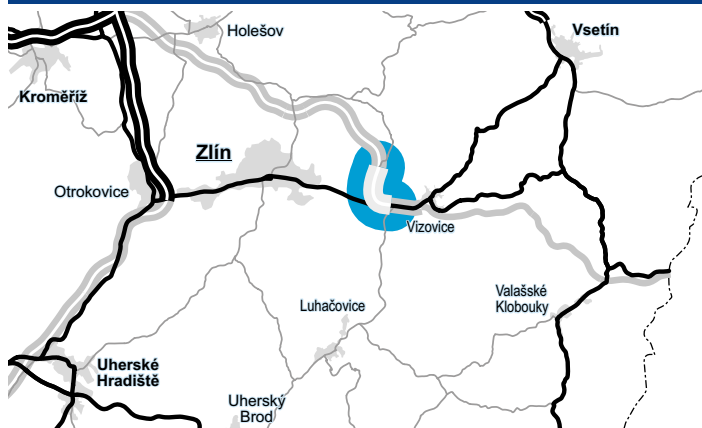 Holešov
Vsetín
Kroměříž
Zlín
Otrokovice
Vizovice
Valašské
Klobouky
Luhačovice
Uherské
Hradiště
Uherský
Brod